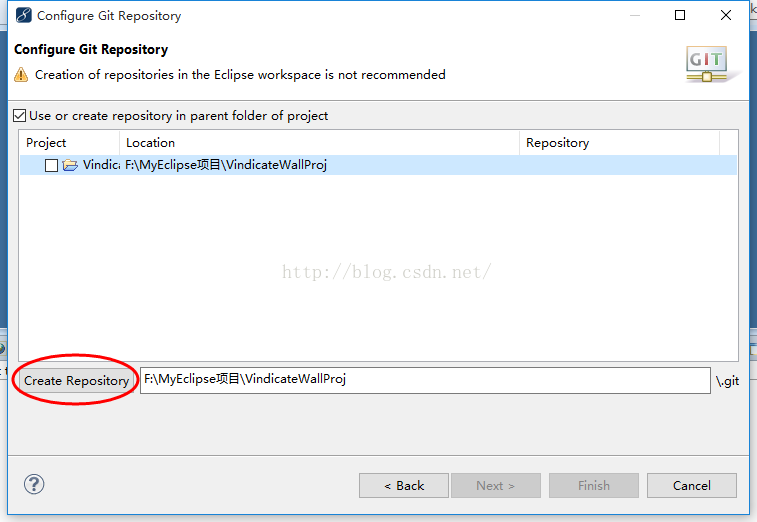 Configure Git Repository
Configure Git Repository
Creation of repositories in the Eclipse workspace is not recommended
GIT
Use or create repository in parent folder of project
Project Location Repository
Vindica F:\MyEclipse项目\VindicateWallProj
http://blog.csdn.net/
Create Repository F:\MyEclipse项目\VindicateWallProj \.git
? < Back Next > Finish Cancel